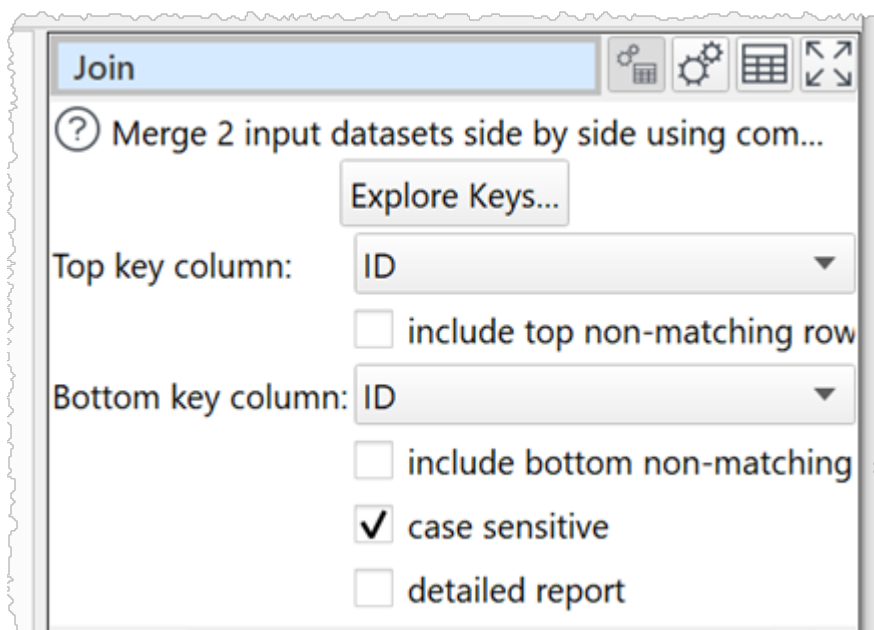 Join
Merge 2 input datasets side by side using com...
Explore Keys...
Top key column: ID
include top non-matching row
Bottom key column: ID
include bottom non-matching
case sensitive
detailed report